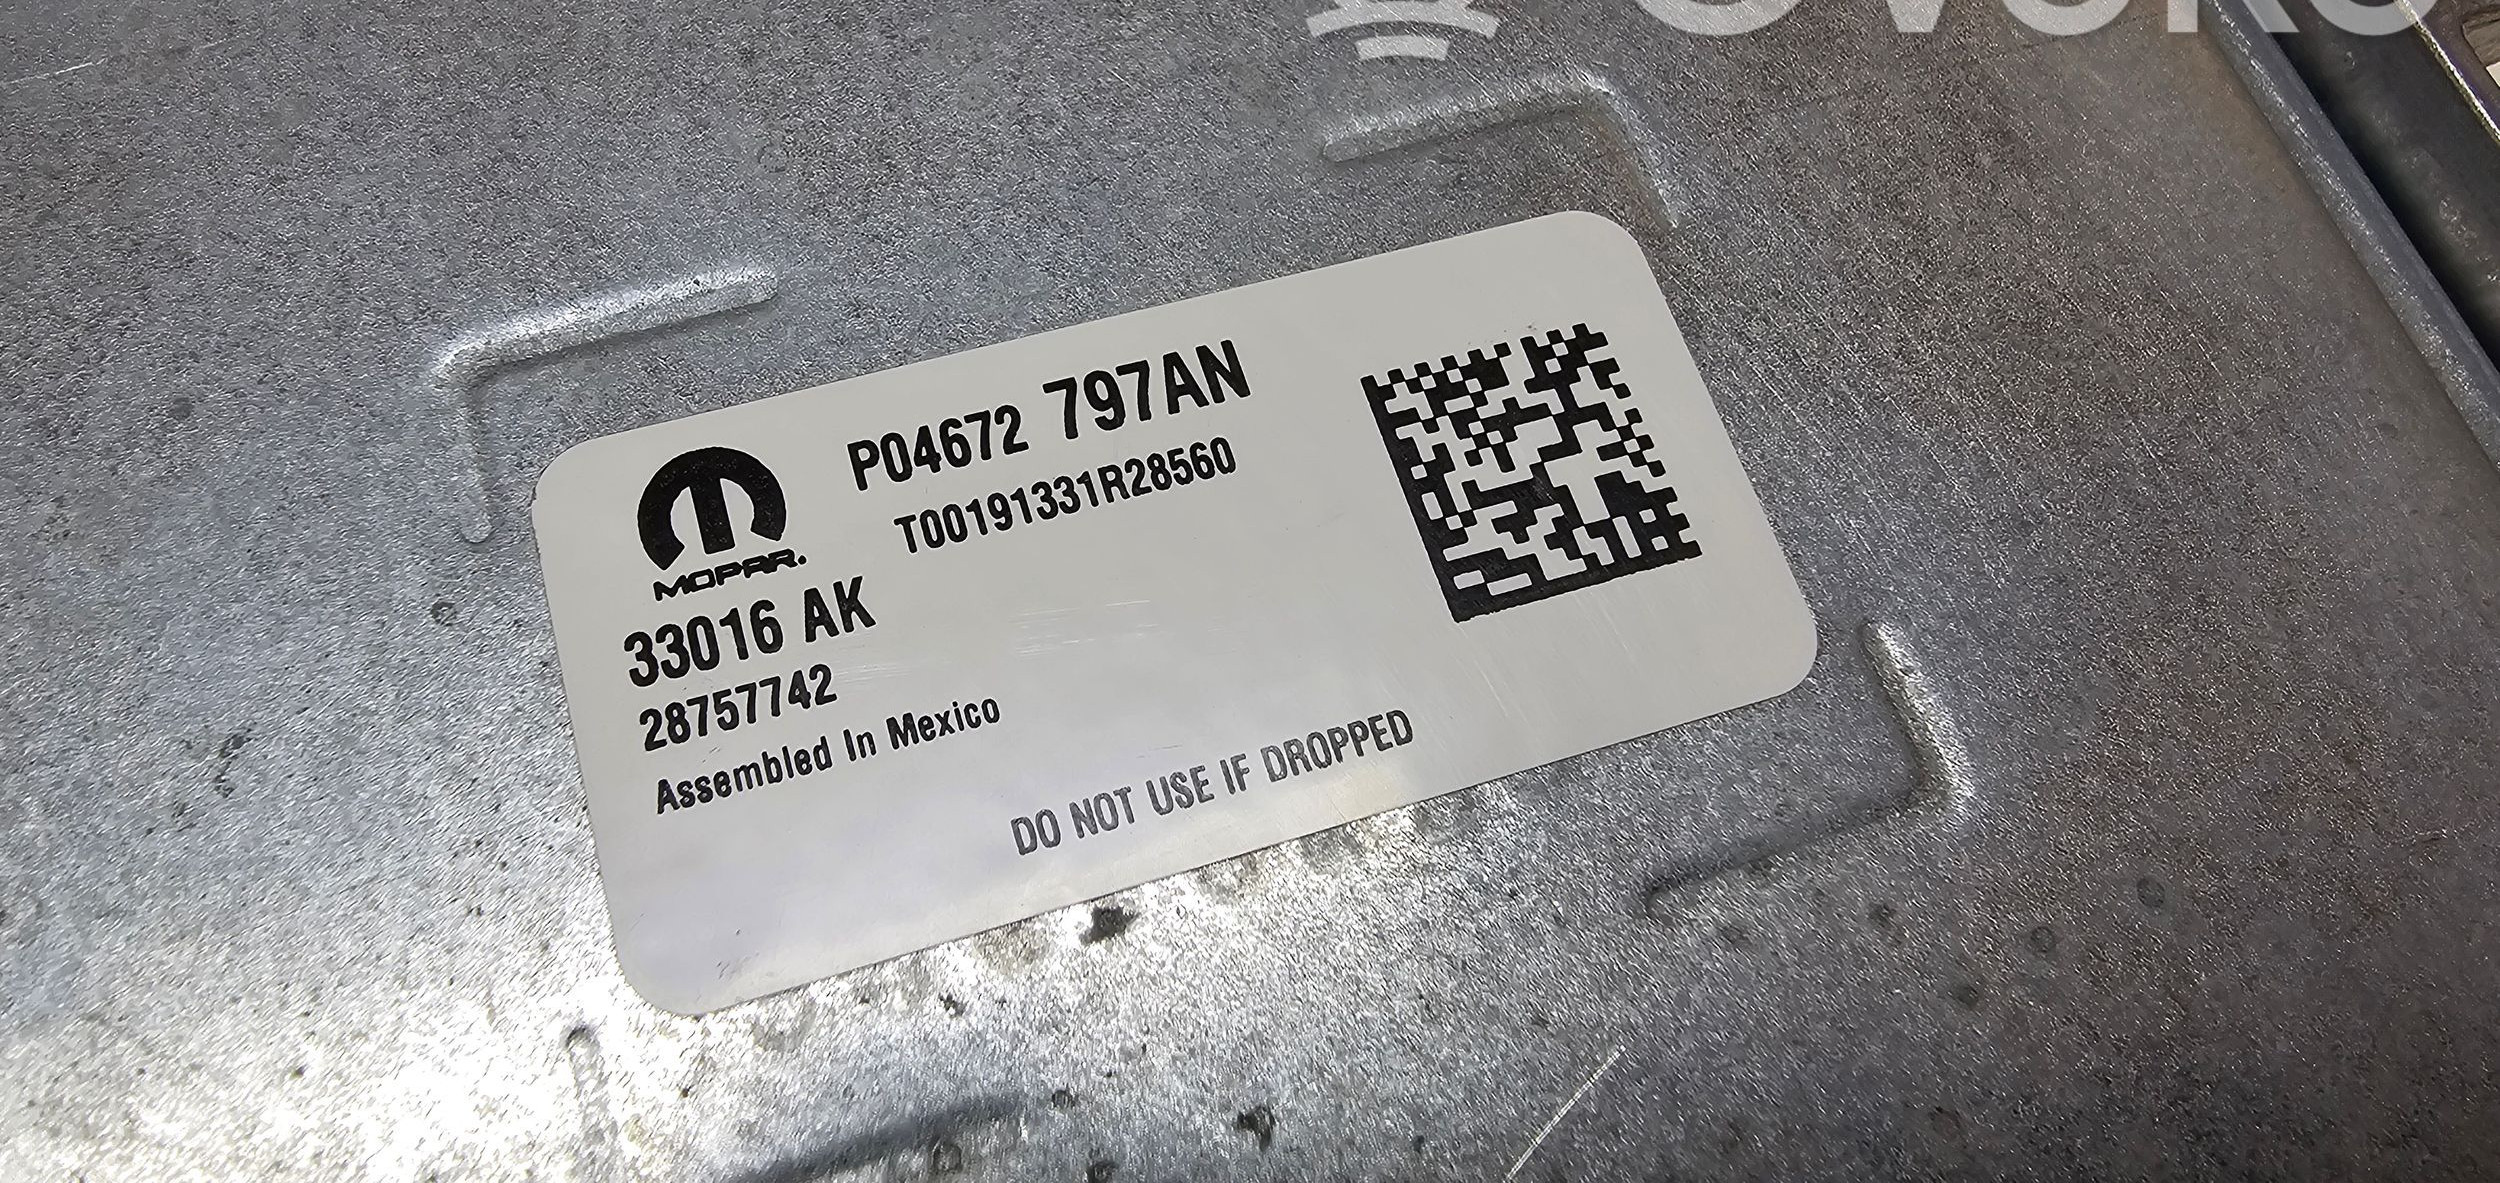 P04672 797AN
T00191331R28560
MOPAR.
33016 AK
28757742
Assembled In Mexico
DO NOT USE IF DROPPED